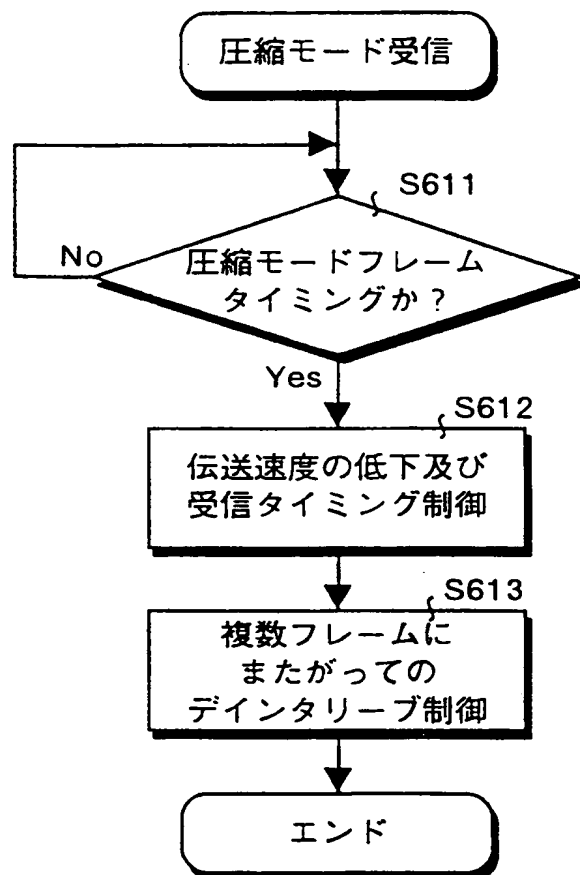 圧縮モード受信
S611
No
圧縮モードフレーム
タイミングか？
Yes
S612
伝送速度の低下及び
受信タイミング制御
S613
複数フレームに
またがっての
デインタリーブ制御
エンド